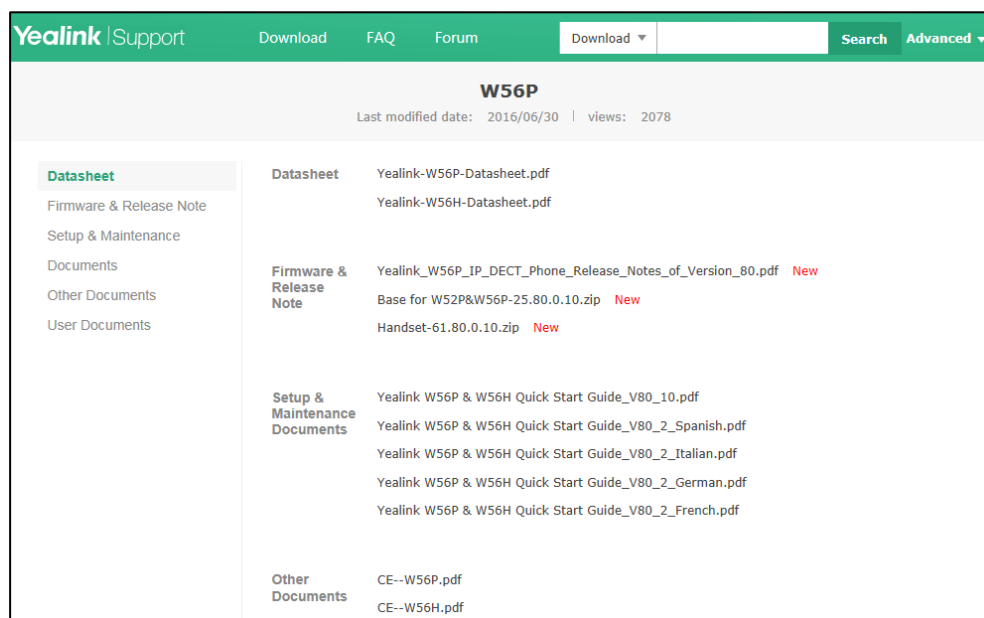 Yealink | Support Download FAQ Forum Download Search Advanced
W56P
Last modified date: 2016/06/30 | views: 2078
Datasheet
Firmware & Release Note
Setup & Maintenance
Documents
Other Documents
User Documents
Datasheet Yealink-W56P-Datasheet.pdf
Yealink-W56H-Datasheet.pdf
Firmware & Yealink_W56P_IP_DECT_Phone_Release_Notes_of_Version_80.pdf New
Release
Note Base for W52P&W56P-25.80.0.10.zip New
Handset-61.80.0.10.zip New
Setup & Yealink W56P & W56H Quick Start Guide_V80_10.pdf
Maintenance
Documents Yealink W56P & W56H Quick Start Guide_V80_2_Spanish.pdf
Yealink W56P & W56H Quick Start Guide_V80_2_Italian.pdf
Yealink W56P & W56H Quick Start Guide_V80_2_German.pdf
Yealink W56P & W56H Quick Start Guide_V80_2_French.pdf
Other CE--W56P.pdf
Documents
CE--W56H.pdf